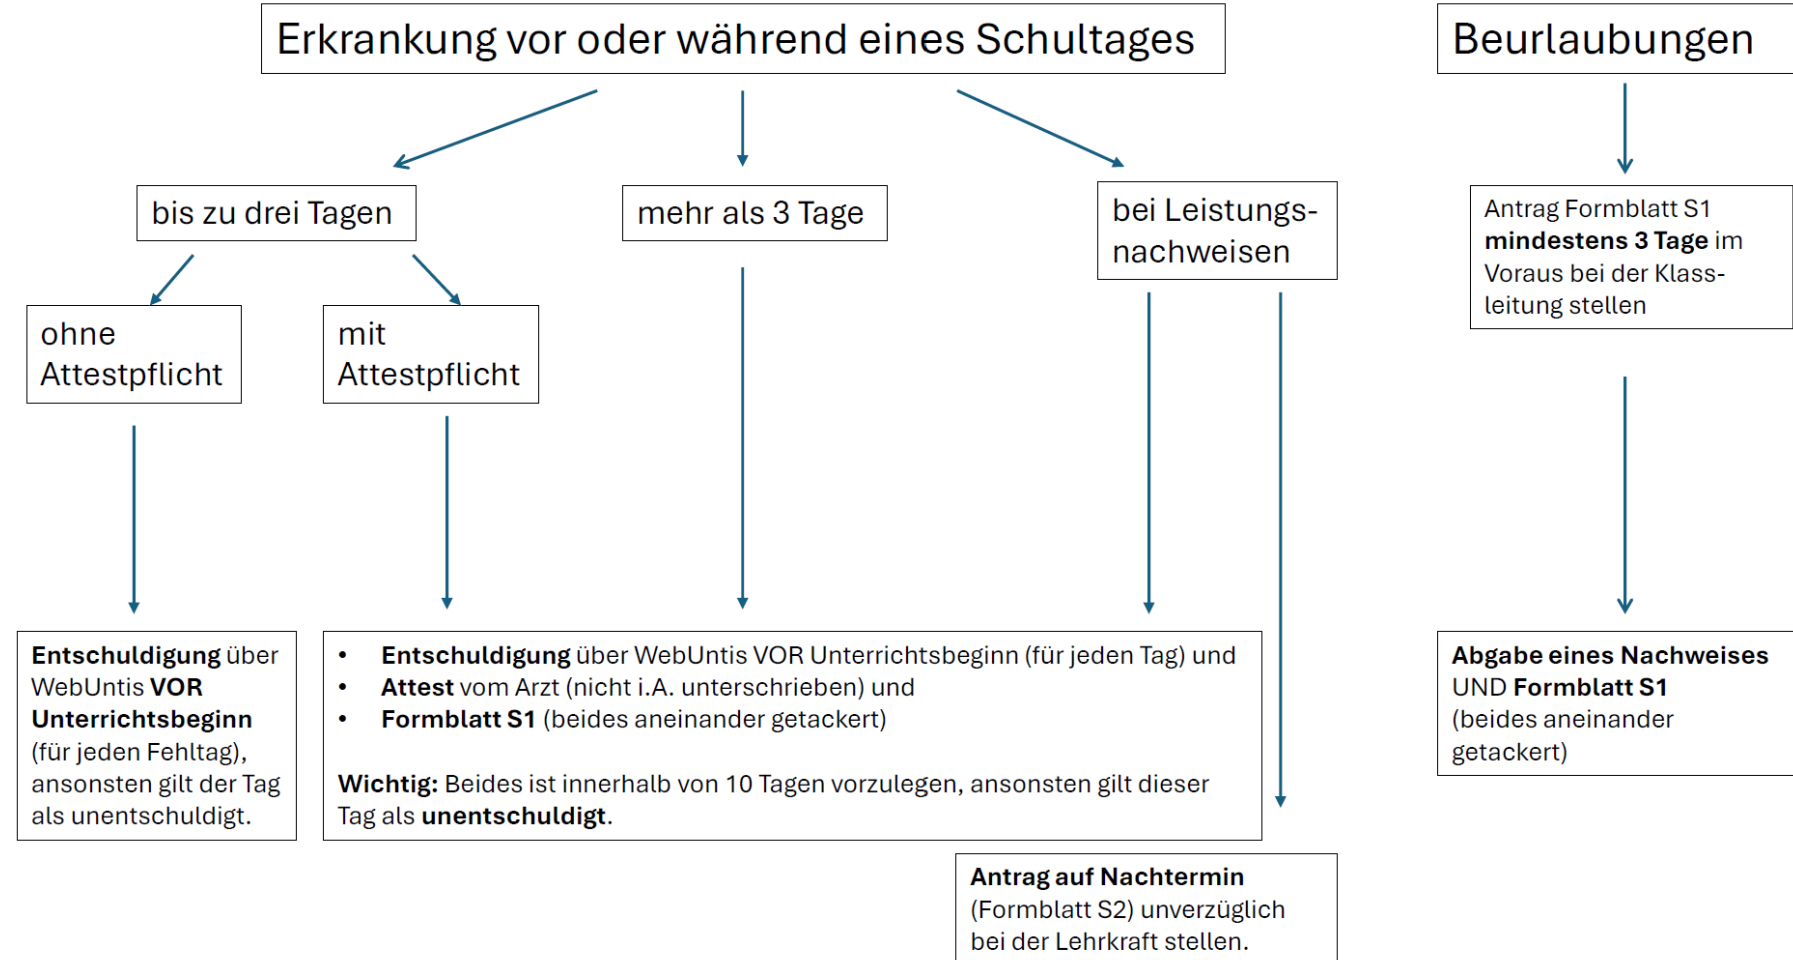 Erkrankung vor oder während eines Schultages
Beurlaubungen
bis zu drei Tagen
mehr als 3 Tage
bei Leistungs-
nachweisen
Antrag Formblatt S1
mindestens 3 Tage im
Voraus bei der Klass-
leitung stellen
ohne
Attestpflicht
mit
Attestpflicht
Entschuldigung über
WebUntis VOR
Unterrichtsbeginn
(für jeden Fehltag),
ansonsten gilt der Tag
als unentschuldigt.
• Entschuldigung über WebUntis VOR Unterrichtsbeginn (für jeden Tag) und
• Attest vom Arzt (nicht i.A. unterschrieben) und
• Formblatt S1 (beides aneinander getackert)
Wichtig: Beides ist innerhalb von 10 Tagen vorzulegen, ansonsten gilt dieser
Tag als unentschuldigt.
Abgabe eines Nachweises
UND Formblatt S1
(beides aneinander
getackert)
Antrag auf Nachtermin
(Formblatt S2) unverzüglich
bei der Lehrkraft stellen.